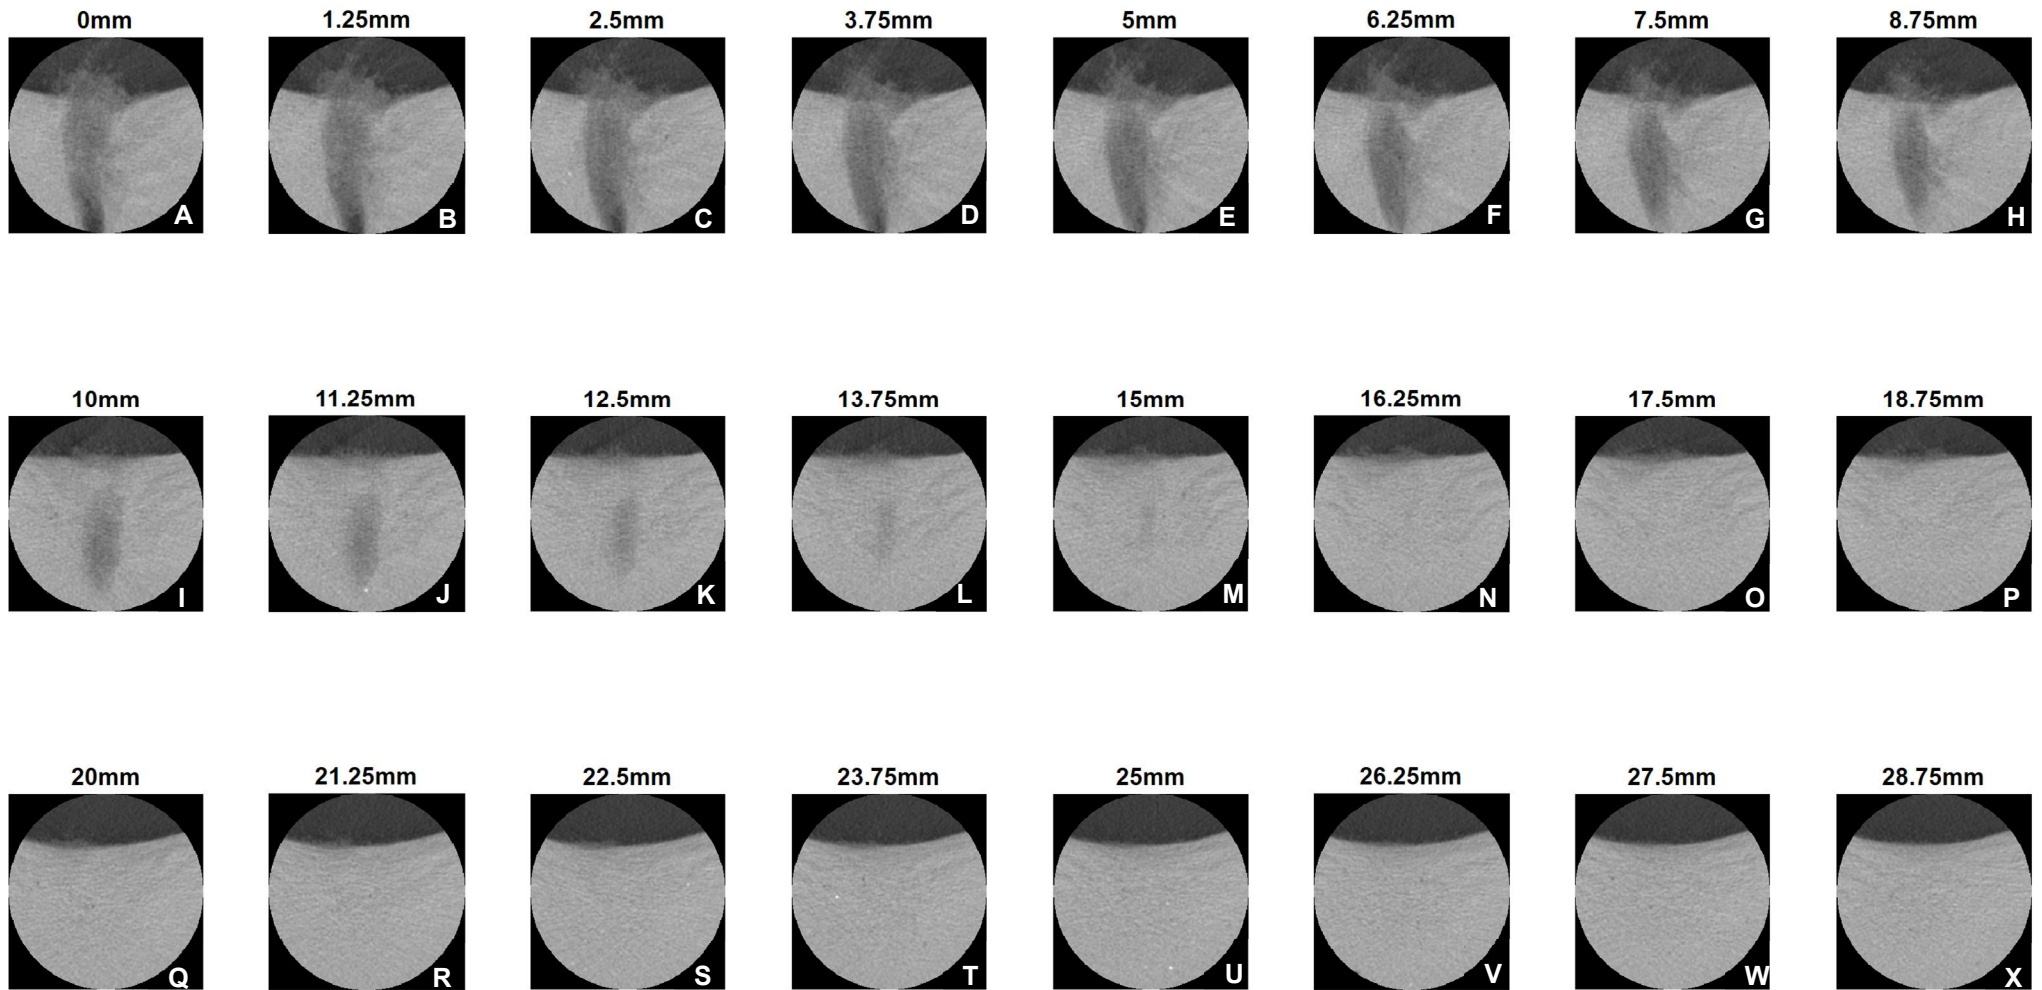 0mm 1.25mm 2.5mm 3.75mm 5mm 6.25mm 7.5mm 8.75mm
A B C D E F G H
10mm 11.25mm 12.5mm 13.75mm 15mm 16.25mm 17.5mm 18.75mm
I J K L M N O P
20mm 21.25mm 22.5mm 23.75mm 25mm 26.25mm 27.5mm 28.75mm
Q R S T U V W X